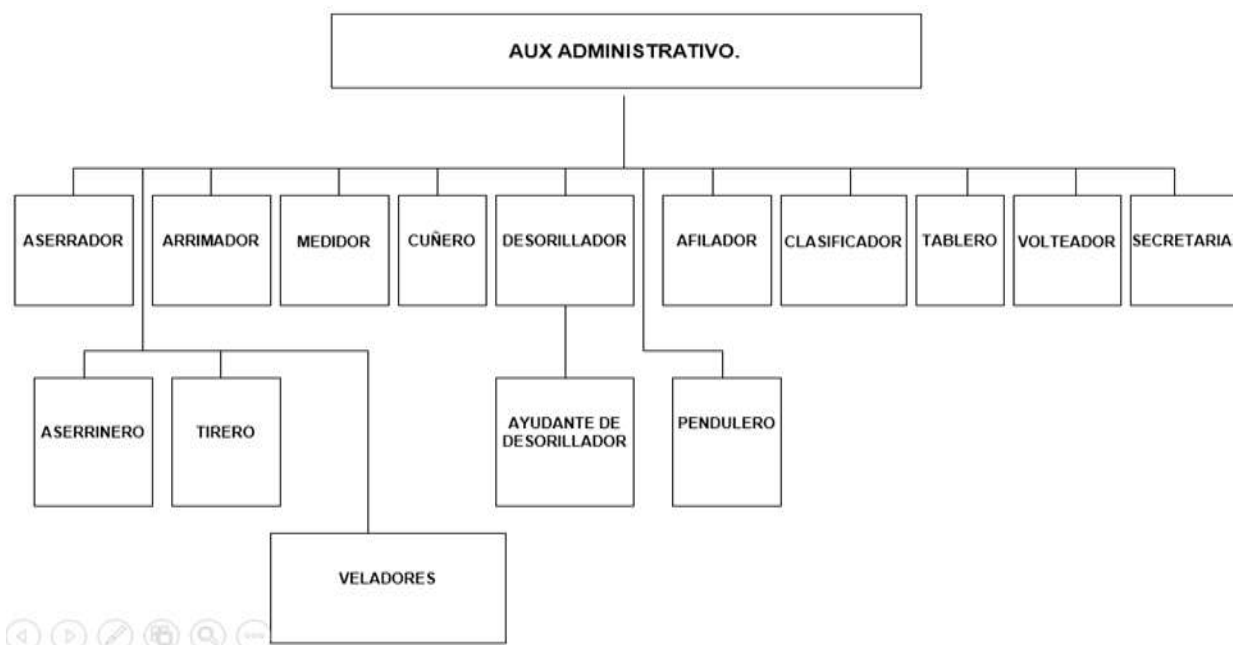 AUX ADMINISTRATIVO.
ASERRADOR
ARRIMADOR
MEDIDOR
CUÑERO
DESORILLADOR
AFILADOR
CLASIFICADOR
TABLERO
VOLTEADOR
SECRETARIA
ASERRINERO
TIRERO
AYUDANTE DE
DESORILLADOR
PENDULERO
VELADORES